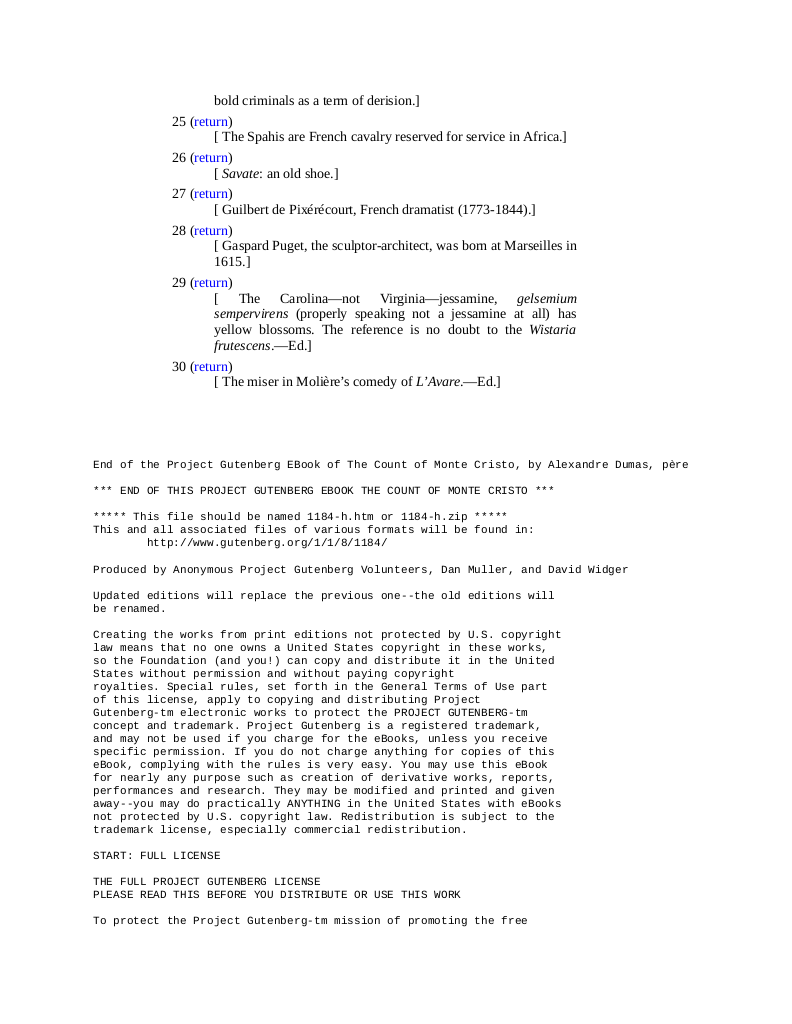 bold criminals as a term of derision.]
25 (return)
[ The Spahis are French cavalry reserved for service in Africa.]
26 (return)
[ Savate: an old shoe.]
27 (return)
[ Guilbert de Pixérécourt, French dramatist (1773-1844).]
28 (return)
[ Gaspard Puget, the sculptor-architect, was born at Marseilles in
1615.]
29 (return)
[ The Carolina—not Virginia—jessamine, gelsemium
sempervirens (properly speaking not a jessamine at all) has
yellow blossoms. The reference is no doubt to the Wistaria
frutescens.—Ed.]
30 (return)
[ The miser in Molière’s comedy of L’Avare.—Ed.]
End of the Project Gutenberg EBook of The Count of Monte Cristo, by Alexandre Dumas, père
*** END OF THIS PROJECT GUTENBERG EBOOK THE COUNT OF MONTE CRISTO ***
***** This file should be named 1184-h.htm or 1184-h.zip *****
This and all associated files of various formats will be found in:
http://www.gutenberg.org/1/1/8/1184/
Produced by Anonymous Project Gutenberg Volunteers, Dan Muller, and David Widger
Updated editions will replace the previous one--the old editions will
be renamed.
Creating the works from print editions not protected by U.S. copyright
law means that no one owns a United States copyright in these works,
so the Foundation (and you!) can copy and distribute it in the United
States without permission and without paying copyright
royalties. Special rules, set forth in the General Terms of Use part
of this license, apply to copying and distributing Project
Gutenberg-tm electronic works to protect the PROJECT GUTENBERG-tm
concept and trademark. Project Gutenberg is a registered trademark,
and may not be used if you charge for the eBooks, unless you receive
specific permission. If you do not charge anything for copies of this
eBook, complying with the rules is very easy. You may use this eBook
for nearly any purpose such as creation of derivative works, reports,
performances and research. They may be modified and printed and given
away--you may do practically ANYTHING in the United States with eBooks
not protected by U.S. copyright law. Redistribution is subject to the
trademark license, especially commercial redistribution.
START: FULL LICENSE
THE FULL PROJECT GUTENBERG LICENSE
PLEASE READ THIS BEFORE YOU DISTRIBUTE OR USE THIS WORK
To protect the Project Gutenberg-tm mission of promoting the free